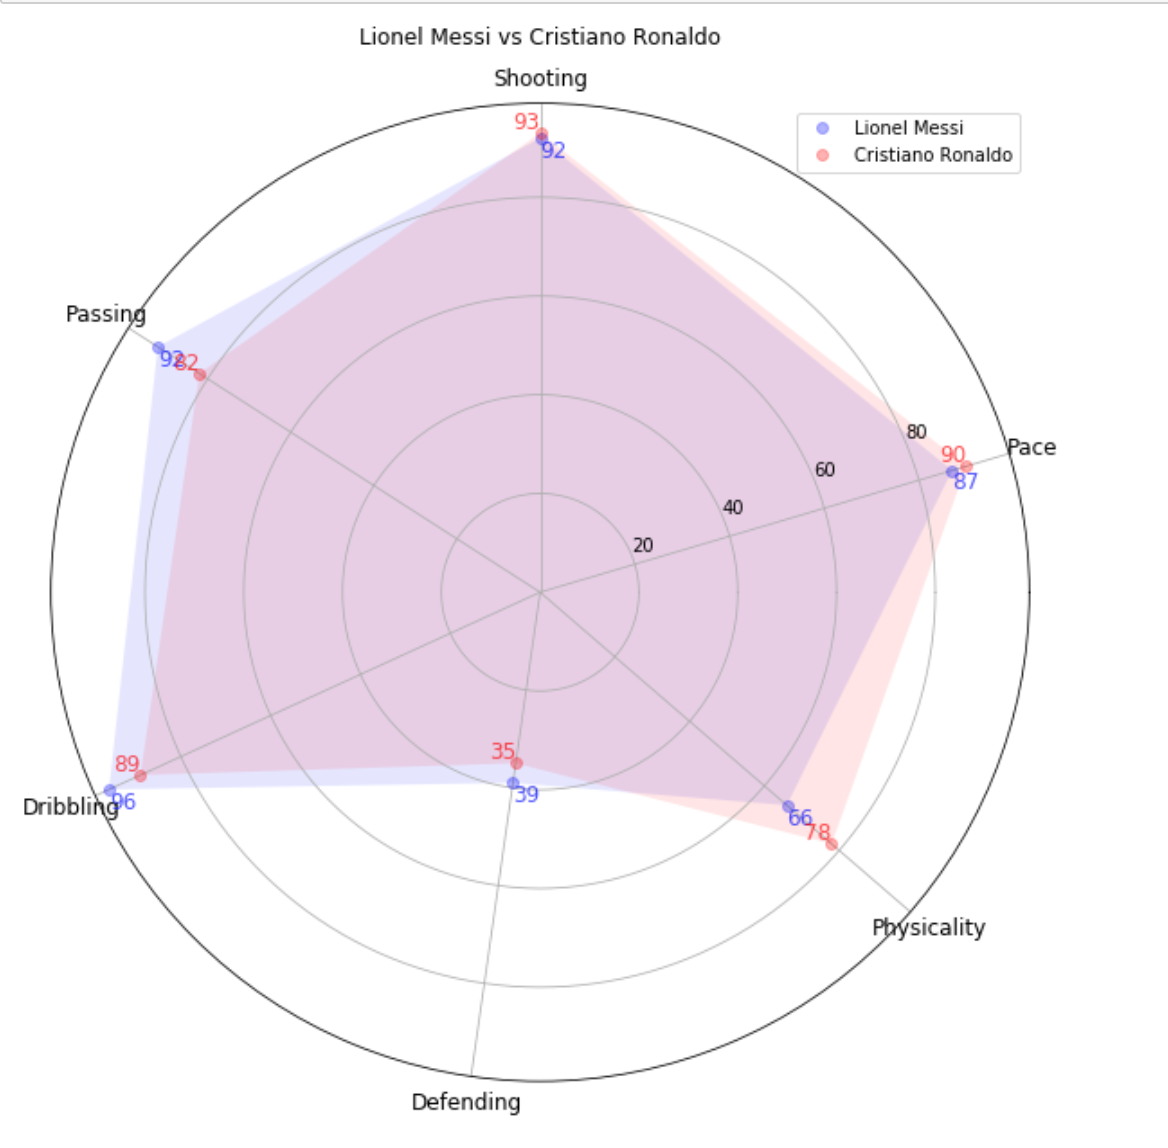 Lionel Messi vs Cristiano Ronaldo
Shooting
93
92
Lionel Messi
Cristiano Ronaldo
Passing
92
82
80
90
Pace
87
60
40
20
35
39
89
96
Dribbling
66
78
Physicality
Defending